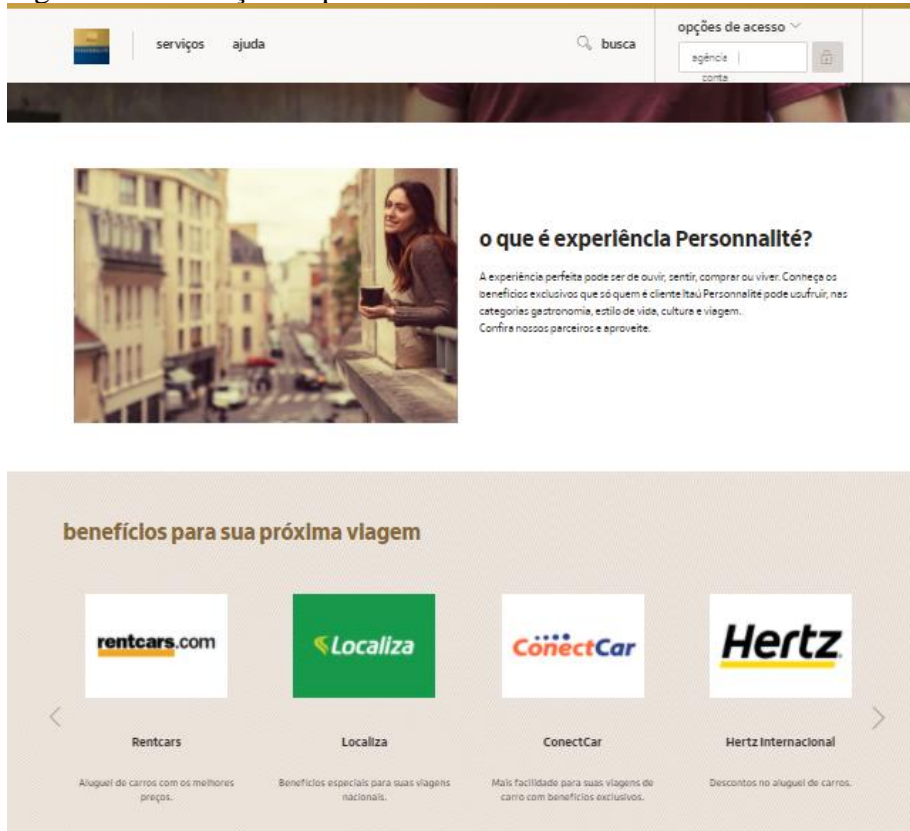 serviços ajuda
busca
opções de acesso
agência
conta
o que é experiência Personnalité?
A experiência perfeita pode ser de ouvir, sentir, comprar ou viver. Conheça os
benefícios exclusivos que só quem é cliente Itaú Personnalité pode usufruir, nas
categorias gastronomia, estilo de vida, cultura e viagem.
Confira nossos parceiros e aproveite.
benefícios para sua próxima viagem
rentcars.com
Localiza
ConectCar
Hertz
Rentcars
Localiza
ConectCar
Hertz Internacional
Aluguel de carros com os melhores
preços.
Benefícios especiais para suas viagens
nacionais.
Mais facilidade para suas viagens de
carro com benefícios exclusivos.
Descontos no aluguel de carros.